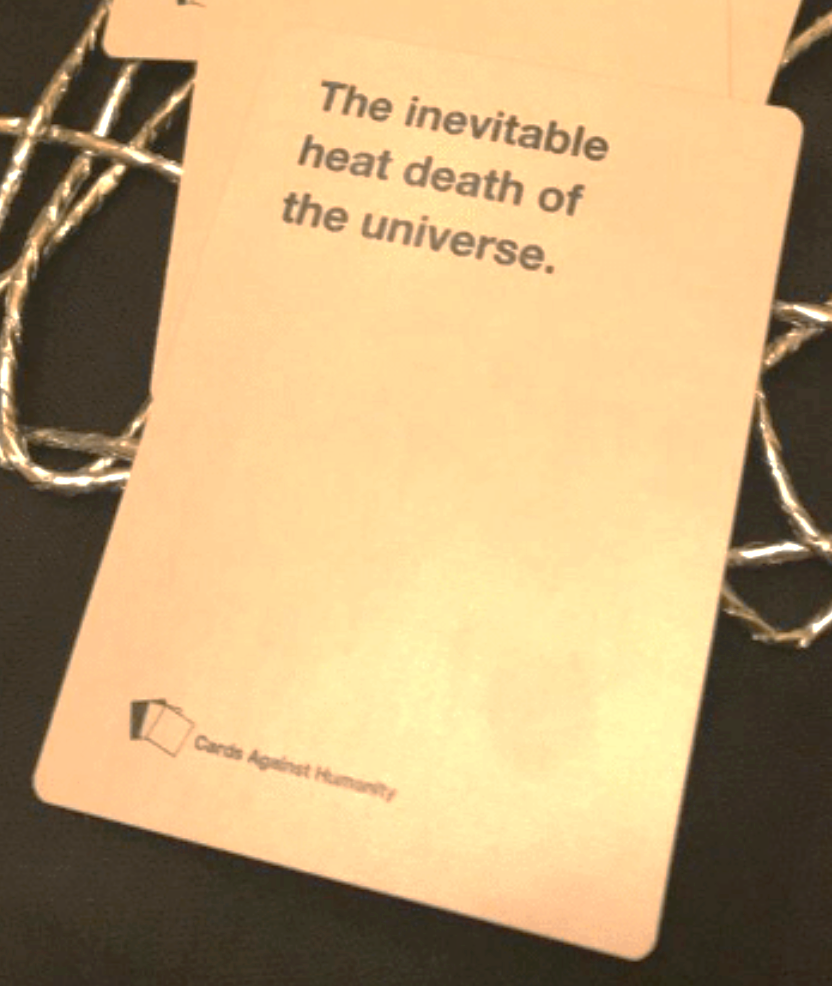 The inevitable
heat death of
the universe.
Cards Against Humanity